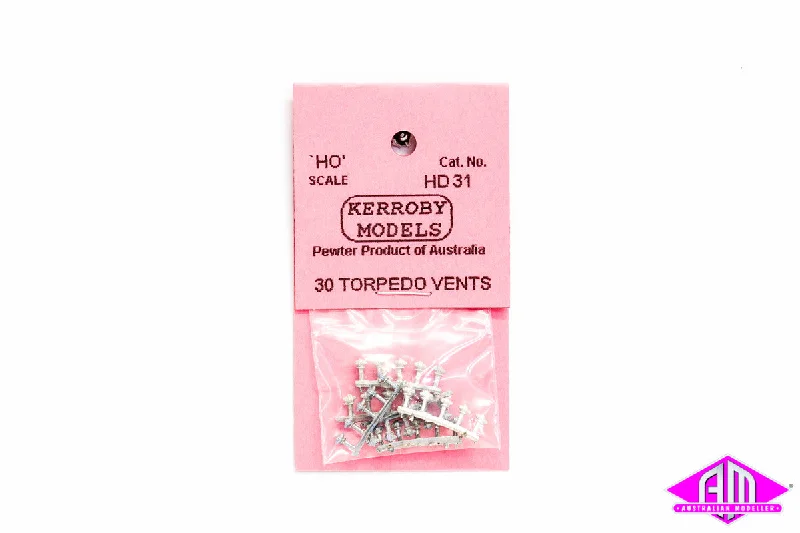 `HO'
SCALE
Cat. No.
HD 31
KERROBY
MODELS
Pewter Product of Australia
30 TORPEDO VENTS
AM
AUSTRALIAN MODELLER